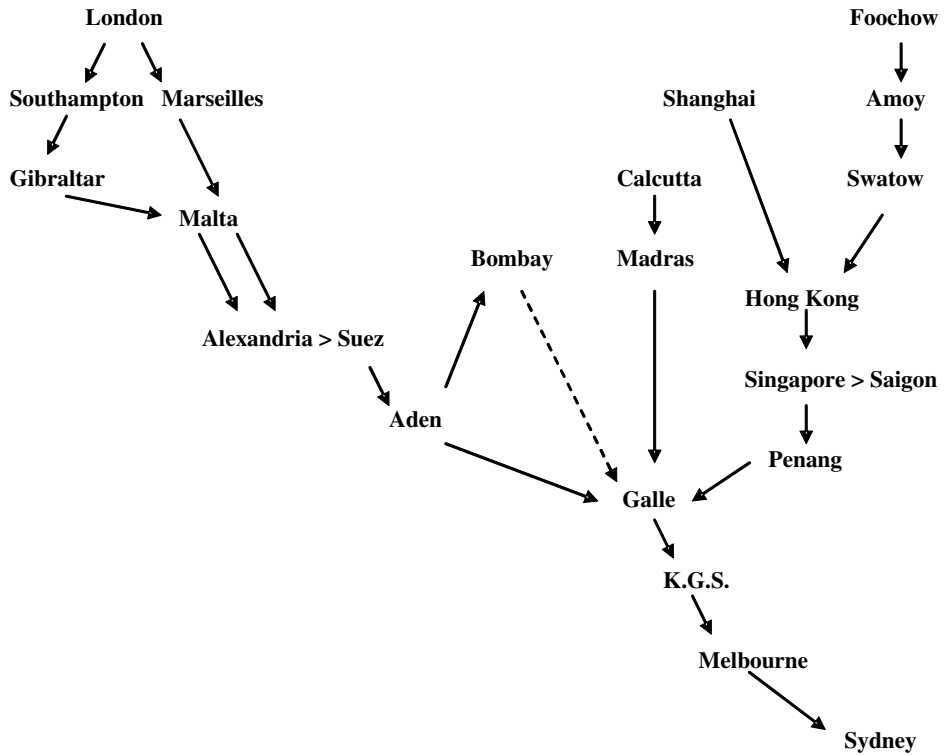 London
Foochow
Southampton
Marseilles
Shanghai
Amoy
Gibraltar
Calcutta
Swatow
Malta
Bombay
Madras
Hong Kong
Alexandria > Suez
Singapore > Saigon
Aden
Penang
Galle
K.G.S.
Melbourne
Sydney